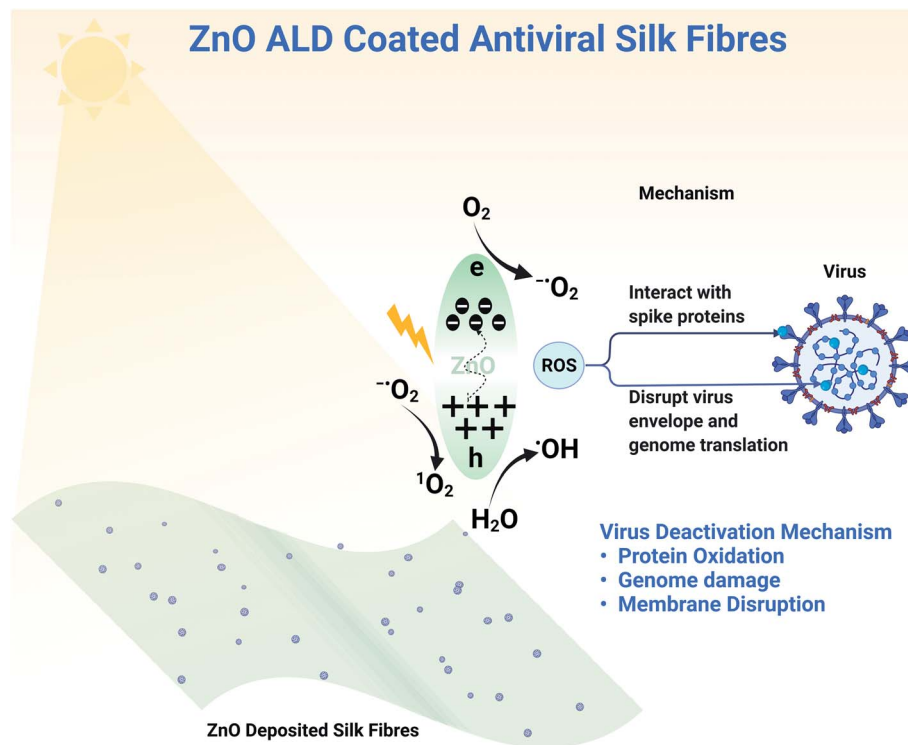 ZnO ALD Coated Antiviral Silk Fibres
Mechanism
O₂
e
⁻·O₂
Virus
Interact with
spike proteins
ZnO
ROS
⁻·O₂
Disrupt virus
envelope and
genome translation
h
·OH
¹O₂
H₂O
Virus Deactivation Mechanism
• Protein Oxidation
• Genome damage
• Membrane Disruption
ZnO Deposited Silk Fibres